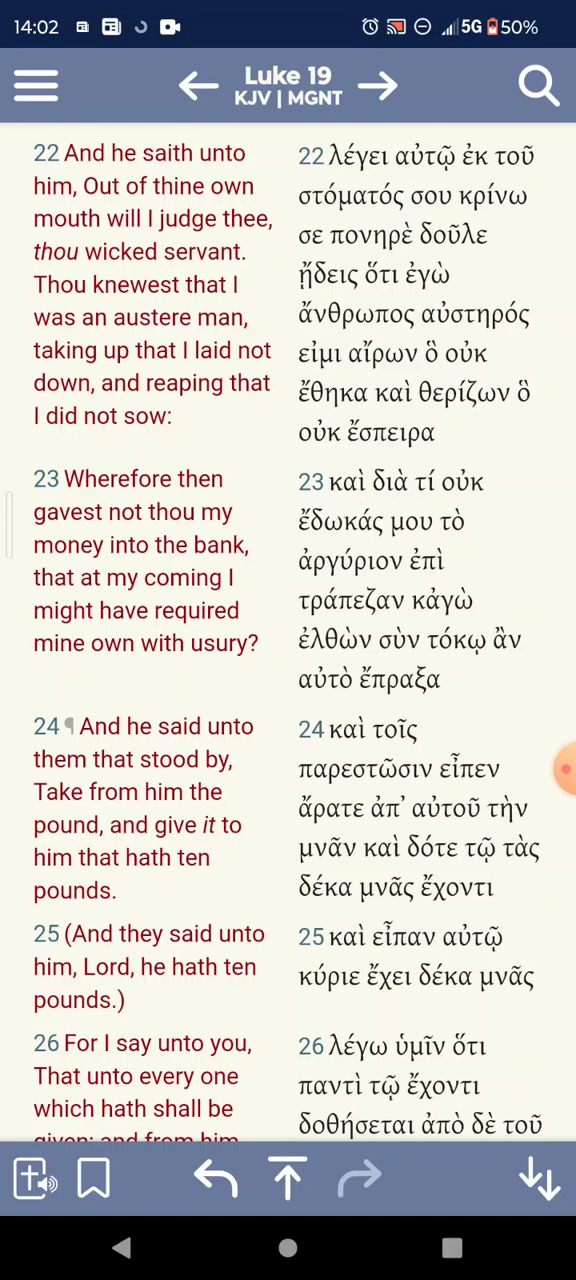 14:02
5G 50%
Luke 19
KJV | MGNT
22 And he saith unto
him, Out of thine own
mouth will I judge thee,
thou wicked servant.
Thou knewest that I
was an austere man,
taking up that I laid not
down, and reaping that
I did not sow:
23 Wherefore then
gavest not thou my
money into the bank,
that at my coming I
might have required
mine own with usury?
24 ¶ And he said unto
them that stood by,
Take from him the
pound, and give it to
him that hath ten
pounds.
25 (And they said unto
him, Lord, he hath ten
pounds.)
26 For I say unto you,
That unto every one
which hath shall be
given; and from him
22 λέγει αὐτῷ ἐκ τοῦ
στόματός σου κρίνω
σε πονηρὲ δοῦλε
ᾔδεις ὅτι ἐγὼ
ἄνθρωπος αὐστηρός
εἰμι αἴρων ὃ οὐκ
ἔθηκα καὶ θερίζων ὃ
οὐκ ἔσπειρα
23 καὶ διὰ τί οὐκ
ἔδωκάς μου τὸ
ἀργύριον ἐπὶ
τράπεζαν κἀγὼ
ἐλθὼν σὺν τόκῳ ἂν
αὐτὸ ἔπραξα
24 καὶ τοῖς
παρεστῶσιν εἶπεν
ἄρατε ἀπ’ αὐτοῦ τὴν
μνᾶν καὶ δότε τῷ τὰς
δέκα μνᾶς ἔχοντι
25 καὶ εἶπαν αὐτῷ
κύριε ἔχει δέκα μνᾶς
26 λέγω ὑμῖν ὅτι
παντὶ τῷ ἔχοντι
δοθήσεται ἀπὸ δὲ τοῦ